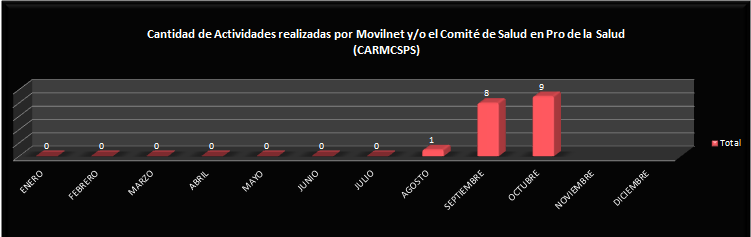 Cantidad de Actividades realizadas por Movilnet y/o el Comité de Salud en Pro de la Salud
(CARMCSPS)
0 0 0 0 0 0 0 1 8 9
Total
ENERO FEBRERO MARZO ABRIL MAYO JUNIO JULIO AGOSTO SEPTIEMBRE OCTUBRE NOVIEMBRE DICIEMBRE